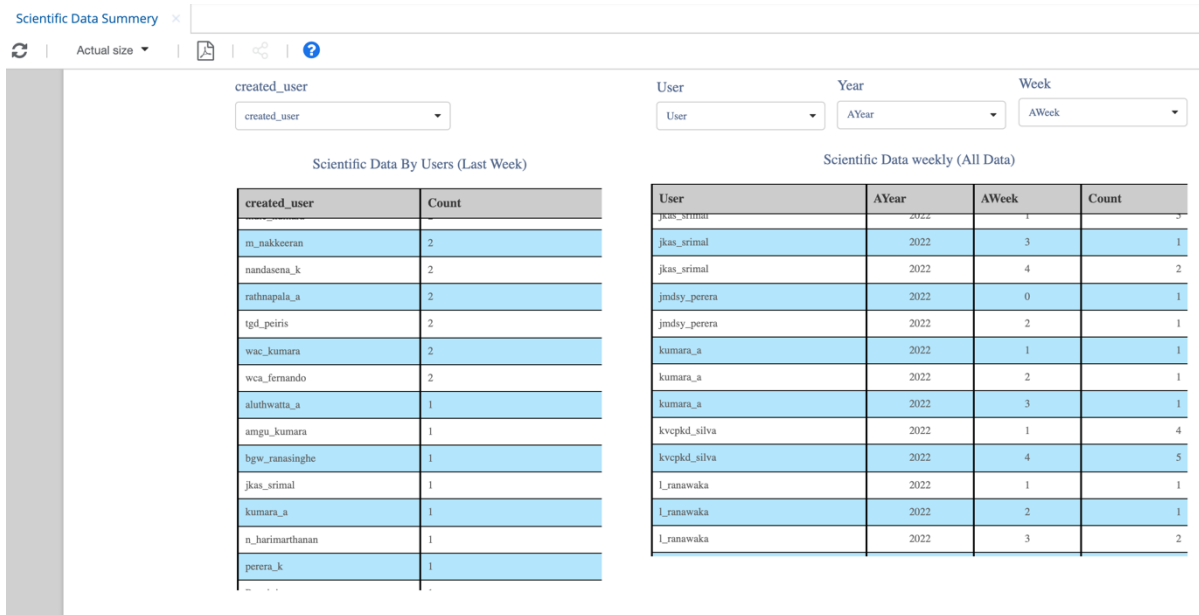 Scientific Data Summery
Actual size
created_user
created_user
Scientific Data By Users (Last Week)
created_user Count
m_nakkeeran 2
nandasena_k 2
rathnapala_a 2
tgd_peiris 2
wac_kumara 2
wca_fernando 2
aluthwatta_a 1
amgu_kumara 1
bgw_ranasinghe 1
jkas_srimal 1
kumara_a 1
n_harimarthanan 1
perera_k 1
User Year Week
User AYear AWeek
Scientific Data weekly (All Data)
User AYear AWeek Count
jkas_srimal 2022 1
jkas_srimal 2022 3 1
jkas_srimal 2022 4 2
jmdsy_perera 2022 0 1
jmdsy_perera 2022 2 1
kumara_a 2022 1 1
kumara_a 2022 2 1
kumara_a 2022 3 1
kvcpkd_silva 2022 1 4
kvcpkd_silva 2022 4 5
l_ranawaka 2022 1 1
l_ranawaka 2022 2 1
l_ranawaka 2022 3 2